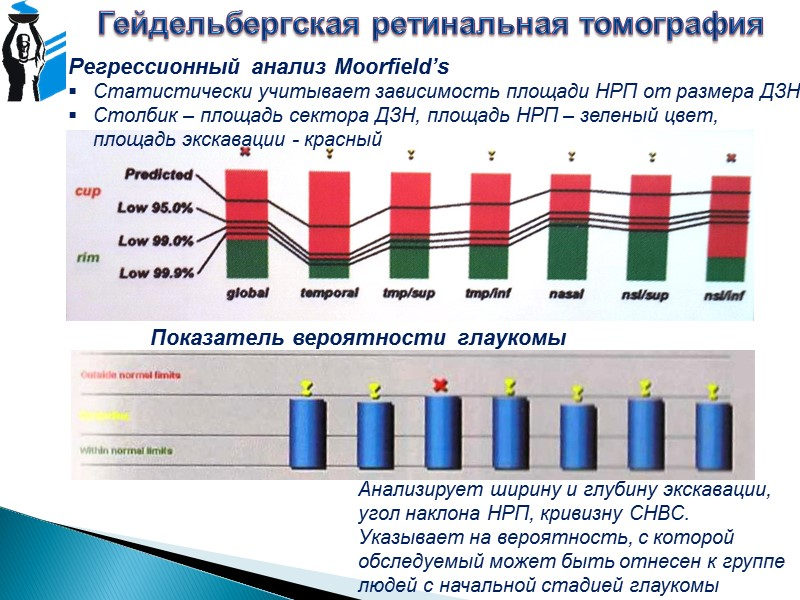 Гейдельбергская ретинальная томография
Регрессионный анализ Moorfield's
Статистически учитывает зависимость площади НРП от размера ДЗН
Столбик – площадь сектора ДЗН, площадь НРП – зеленый цвет,
площадь экскавации - красный
Predicted
cup
Low 95.0%
Low 99.0%
rim
Low 99.9%
global temporal tmp/sup tmp/inf nasal nsl/sup nsl/inf
Показатель вероятности глаукомы
Outside normal limits
Within normal limits
Анализирует ширину и глубину экскавации,
угол наклона НРП, кривизну СНВС.
Указывает на вероятность, с которой
обследуемый может быть отнесен к группе
людей с начальной стадией глаукомы